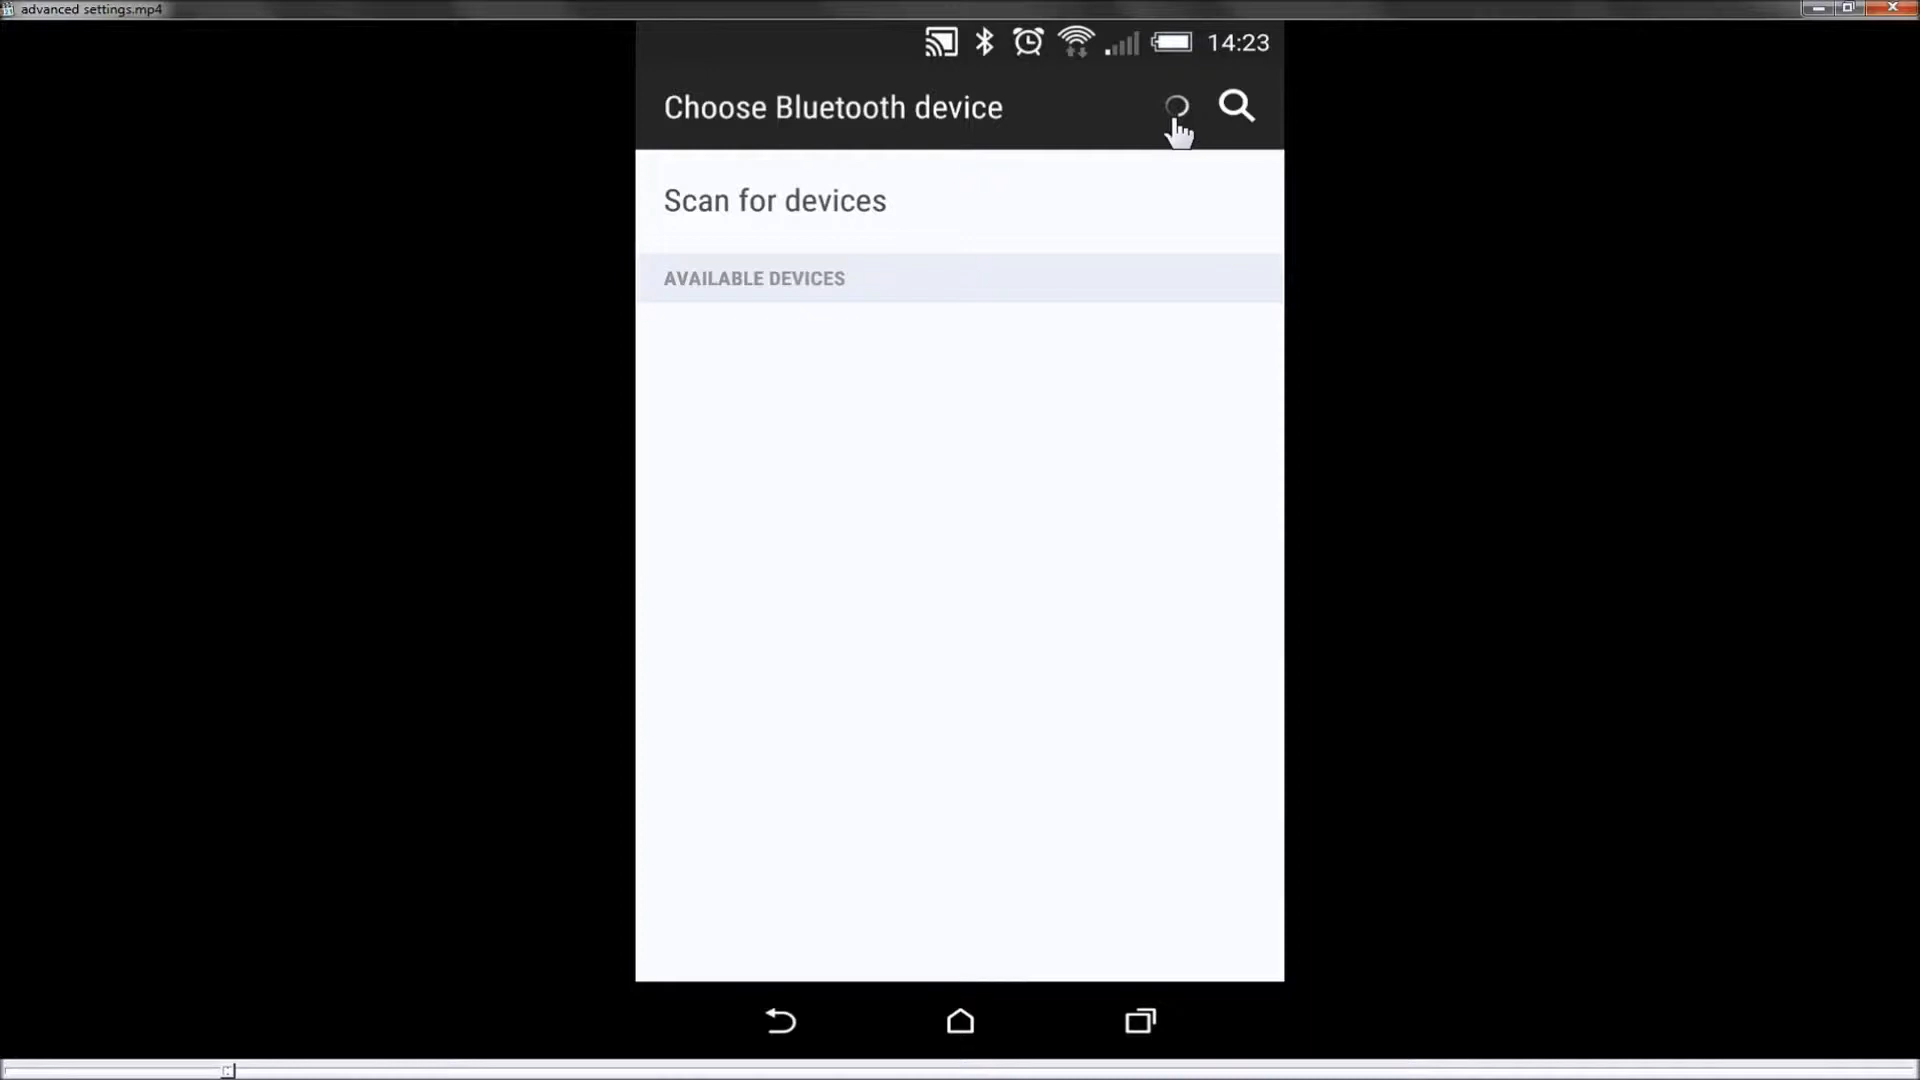 advanced settings.mp4
14:23
Choose Bluetooth device
Scan for devices
AVAILABLE DEVICES